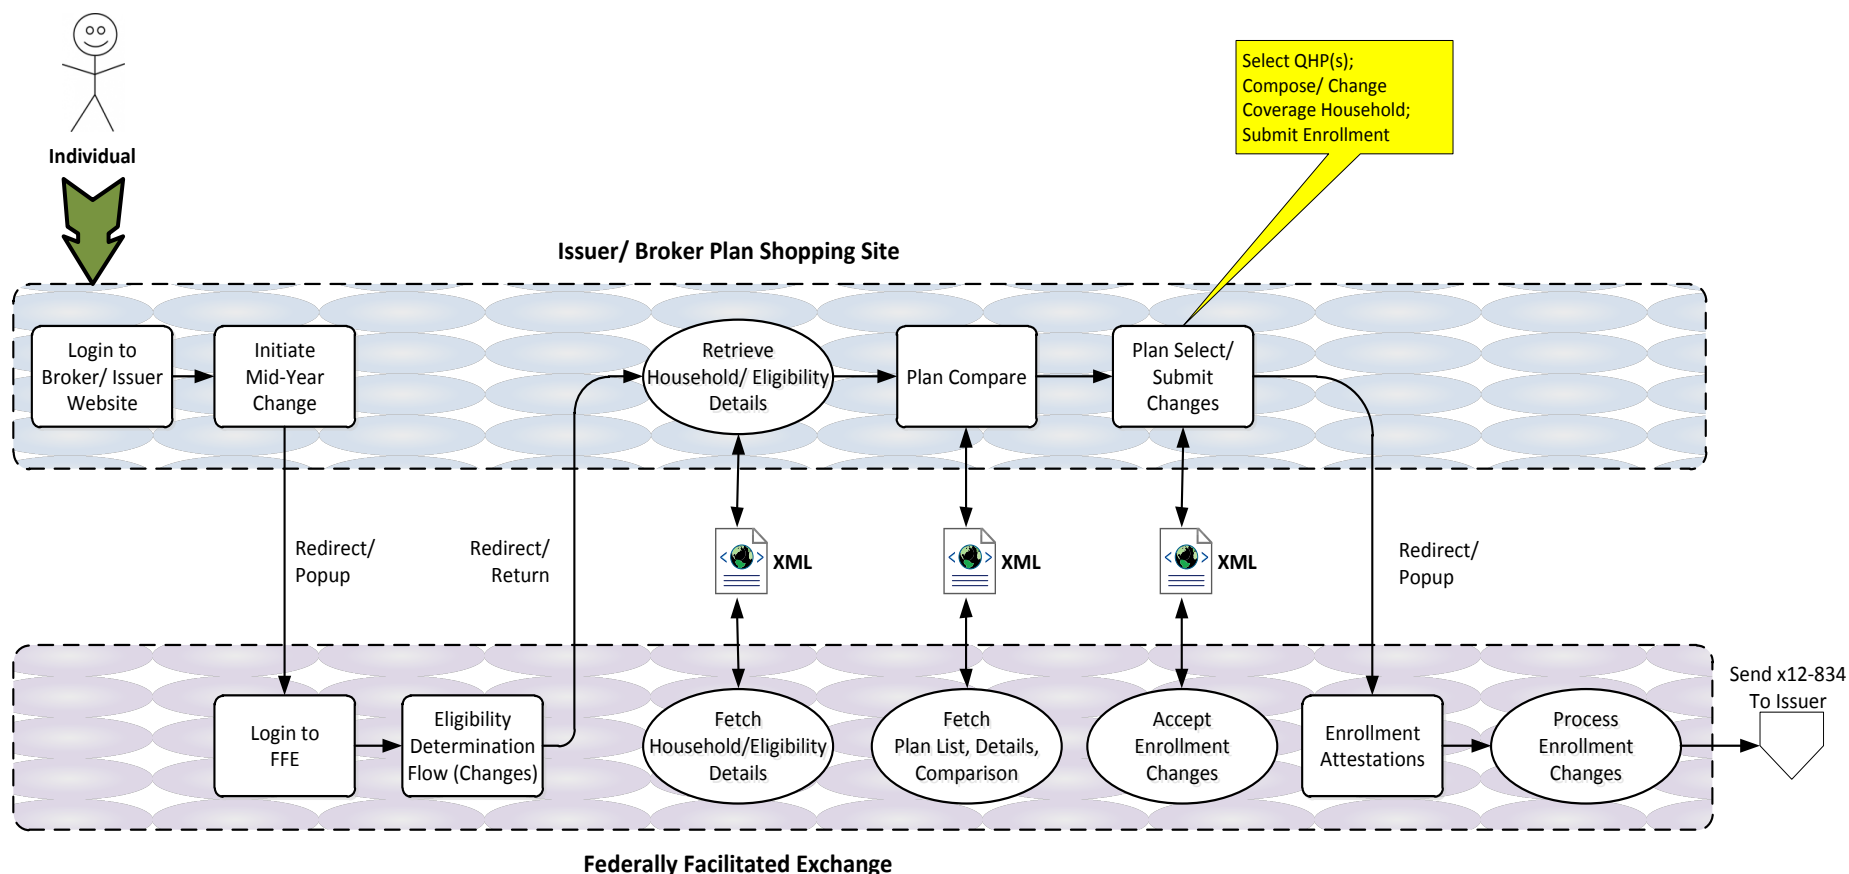 Individual
Select QHP(s);
Compose/ Change
Coverage Household;
Submit Enrollment
Issuer/ Broker Plan Shopping Site
Login to
Broker/ Issuer
Website
Initiate
Mid-Year
Change
Retrieve
Household/ Eligibility
Details
Plan Compare
Plan Select/
Submit
Changes
Redirect/
Popup
Redirect/
Return
XML
XML
XML
Redirect/
Popup
Login to
FFE
Eligibility
Determination
Flow (Changes)
Fetch
Household/Eligibility
Details
Fetch
Plan List, Details,
Comparison
Accept
Enrollment
Changes
Enrollment
Attestations
Process
Enrollment
Changes
Send x12-834
To Issuer
Federally Facilitated Exchange